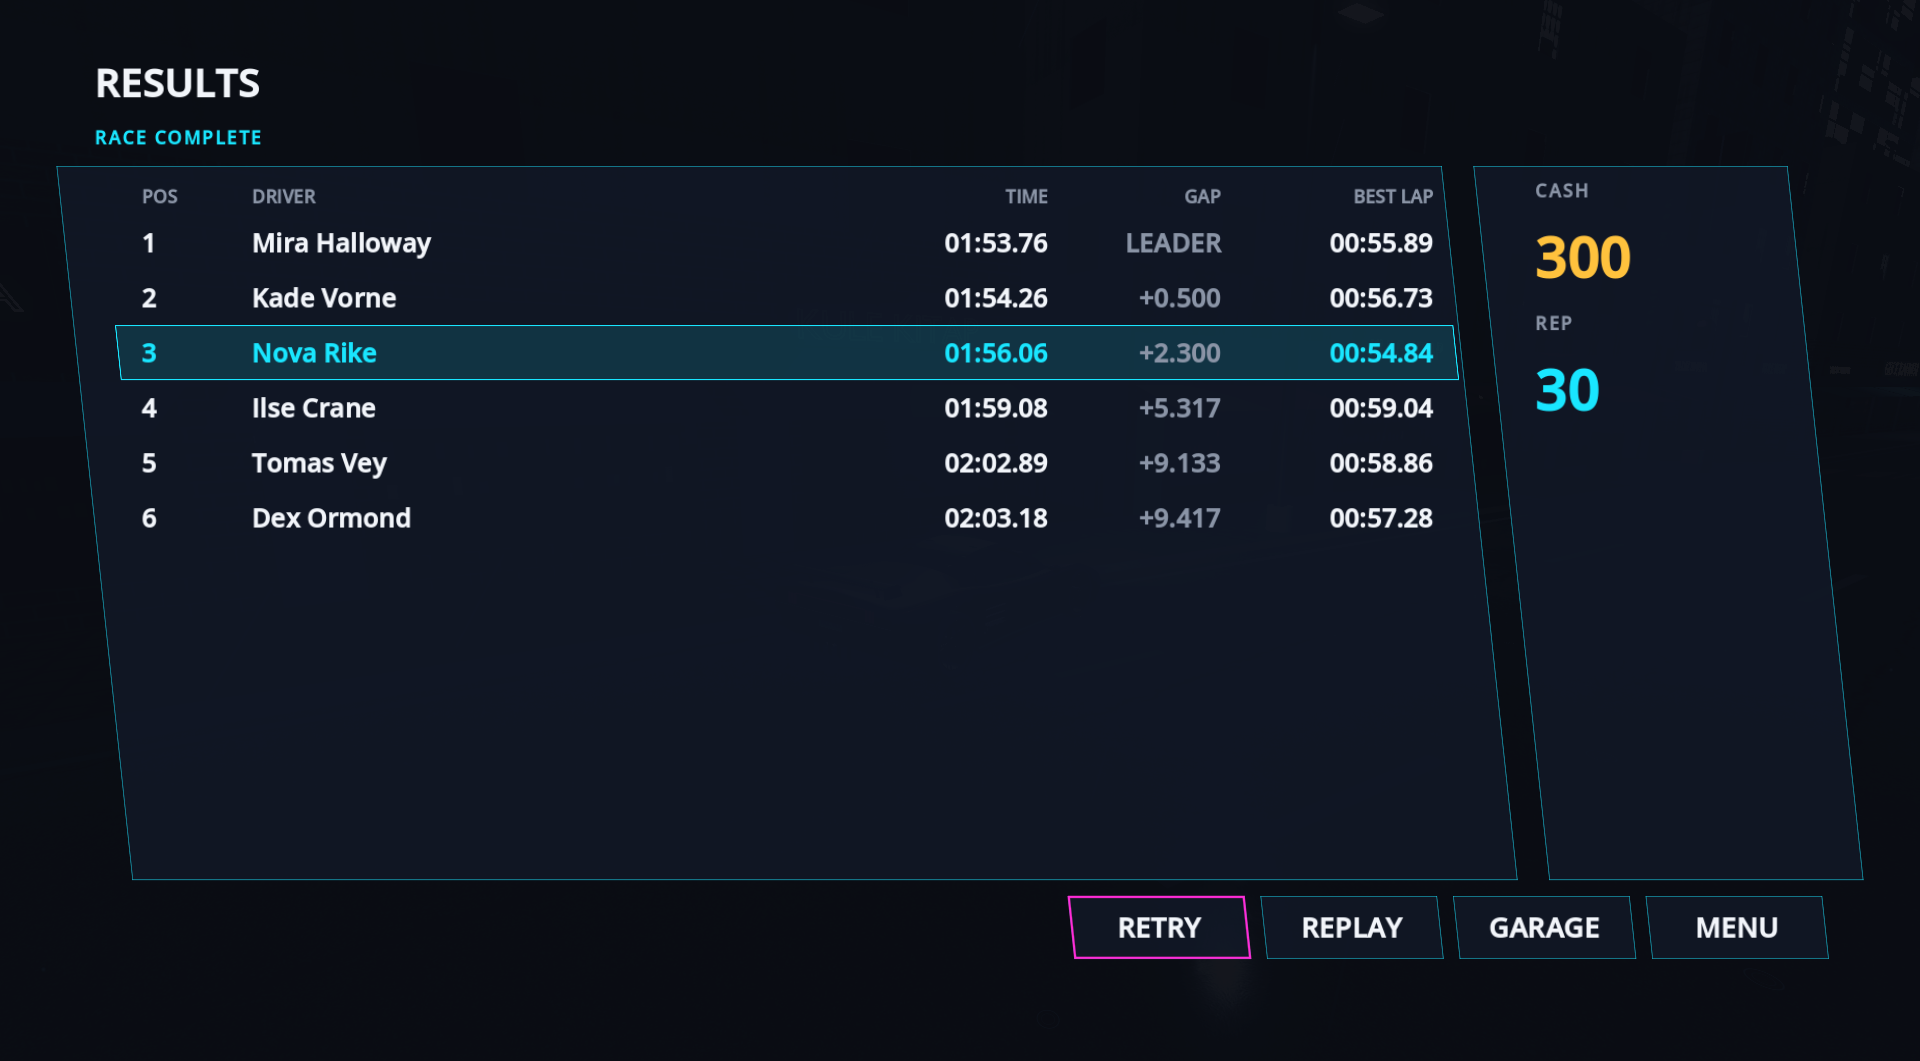 RESULTS
RACE COMPLETE
POS DRIVER TIME GAP BEST LAP
1 Mira Halloway 01:53.76 LEADER 00:55.89
2 Kade Vorne 01:54.26 +0.500 00:56.73
3 Nova Rike 01:56.06 +2.300 00:54.84
4 Ilse Crane 01:59.08 +5.317 00:59.04
5 Tomas Vey 02:02.89 +9.133 00:58.86
6 Dex Ormond 02:03.18 +9.417 00:57.28
CASH
300
REP
30
RETRY REPLAY GARAGE MENU